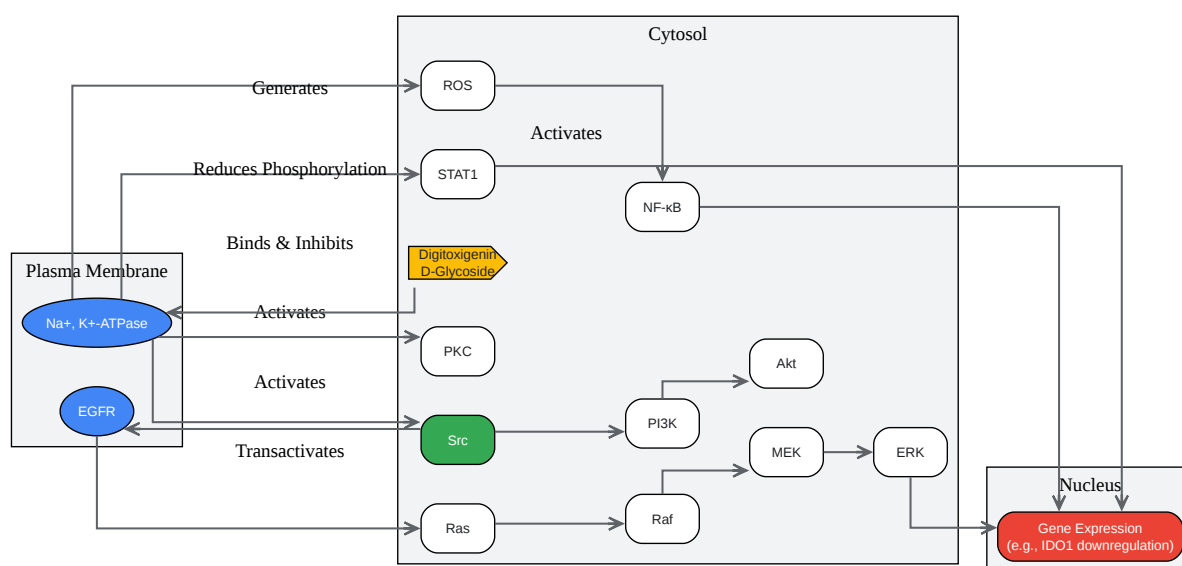 Cytosol
Generates
ROS
Activates
Reduces Phosphorylation
STAT1
NF-κB
Binds & Inhibits
Digitoxigenin
D-Glycoside
Plasma Membrane
Na+, K+-ATPase
Activates
PKC
Akt
Activates
EGFR
PI3K
Src
Transactivates
MEK
ERK
Nucleus
Ras
Raf
Gene Expression
(e.g., IDO1 downregulation)